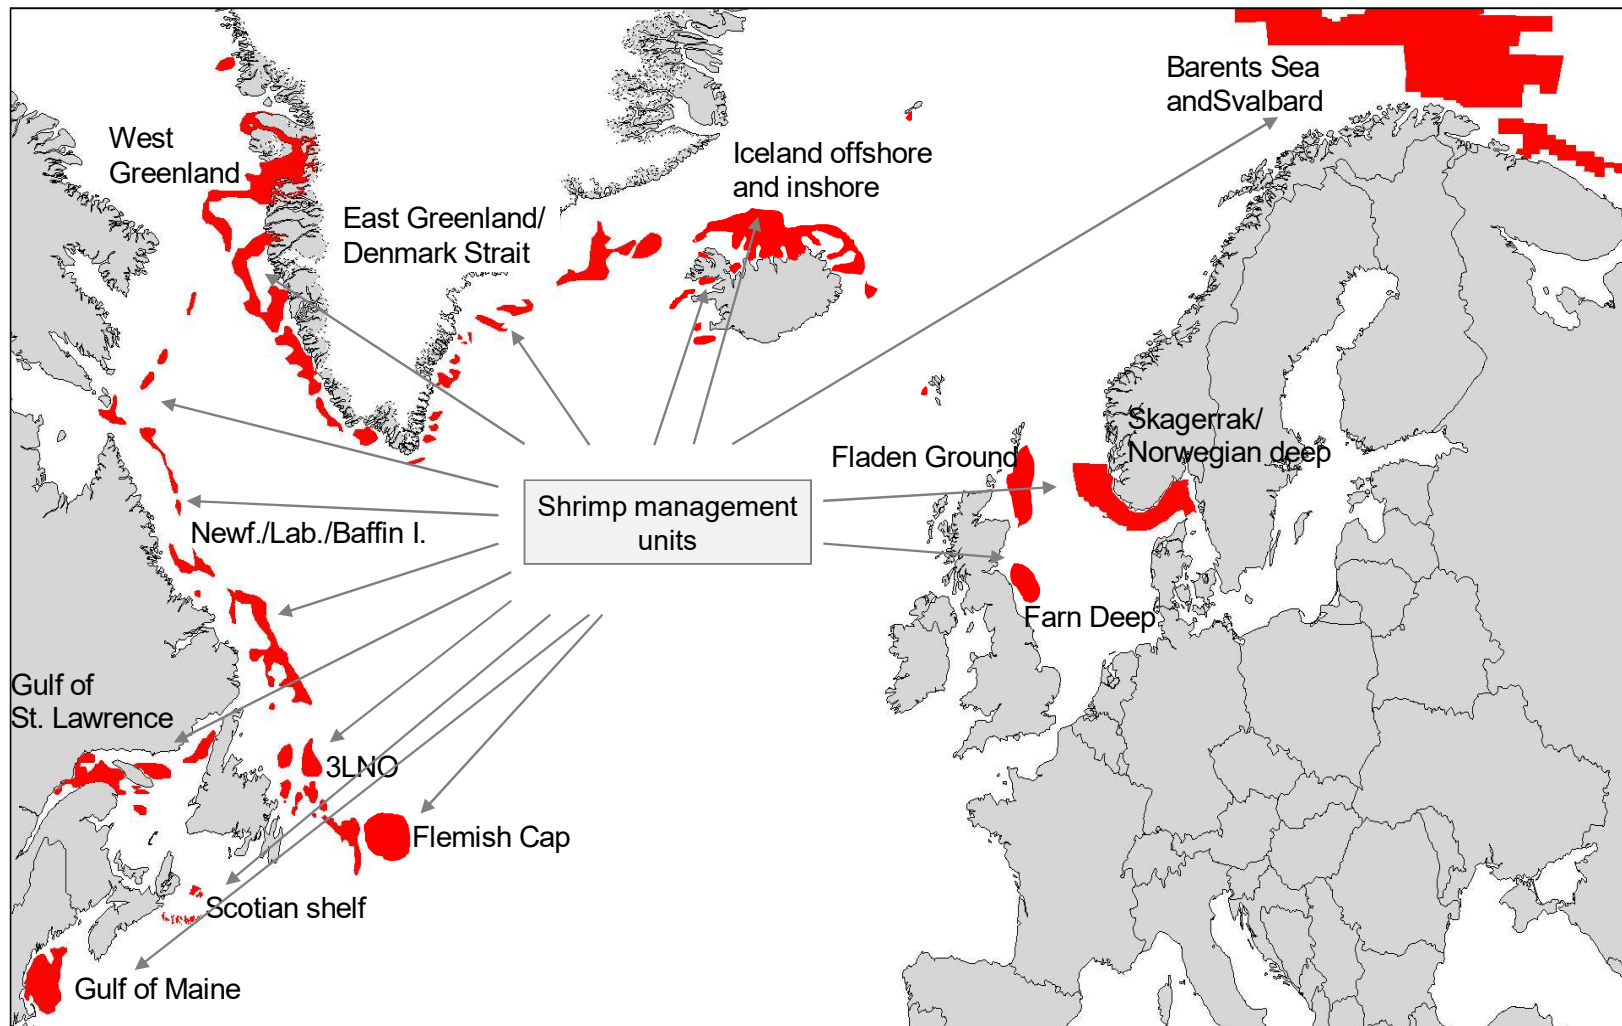 Barents Sea
andSvalbard
West
Greenland
Iceland offshore
and inshore
East Greenland/
Denmark Strait
Skagerrak/
Norwegian deep
Fladen Ground
Shrimp management
units
Newf./Lab./Baffin I.
Farn Deep
Gulf of
St. Lawrence
3LNO
Flemish Cap
Scotian shelf
Gulf of Maine